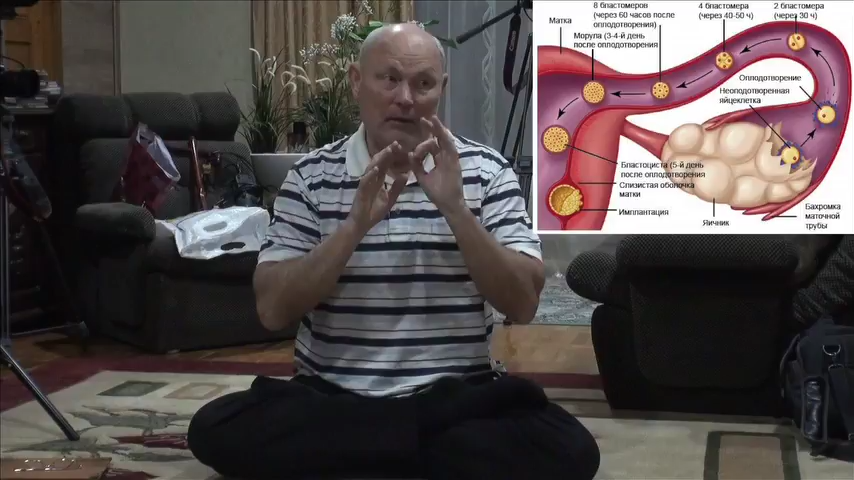 8 бластомеров
(через 60 часов после
оплодотворения)
4 бластомера
(через 40-50 ч)
2 бластомера
(через 30 ч)
Матка
Морула (3-4-й день
после оплодотворения
Оплодотворение
Неоплодотворенная
яйцеклетка
Бластоциста (5-й день
после оплодотворения
Слизистая оболочка
матки
Имплантация
Яичник
Бахромка
маточной
трубы